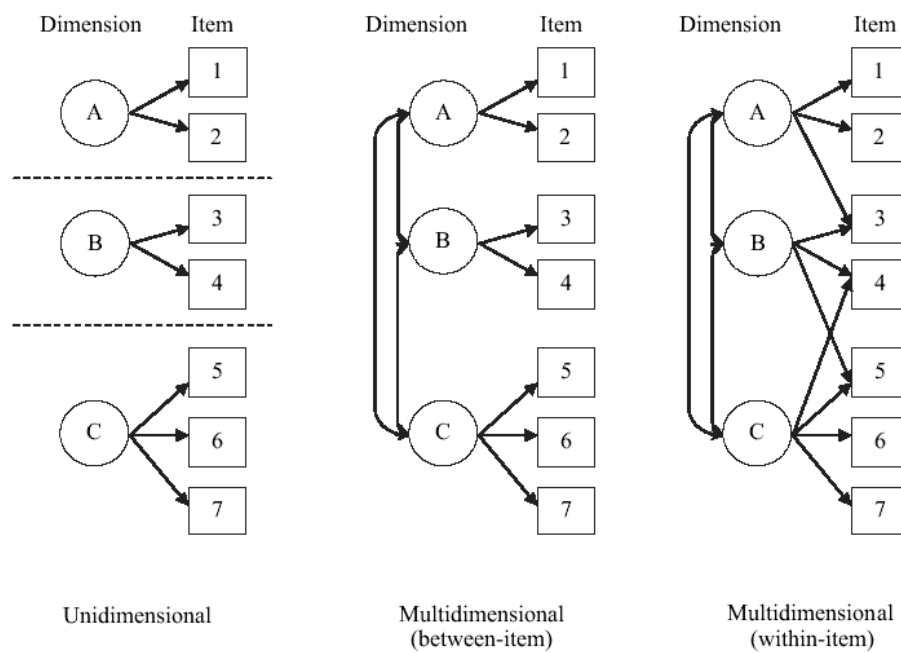 Dimension Item Dimension Item Dimension Item
A 1 2
B 3 4
C 5 6 7
A 1 2
B 3 4
C 5 6 7
A 1 2
B 3 4
C 5 6 7
Unidimensional
Multidimensional
(between-item)
Multidimensional
(within-item)